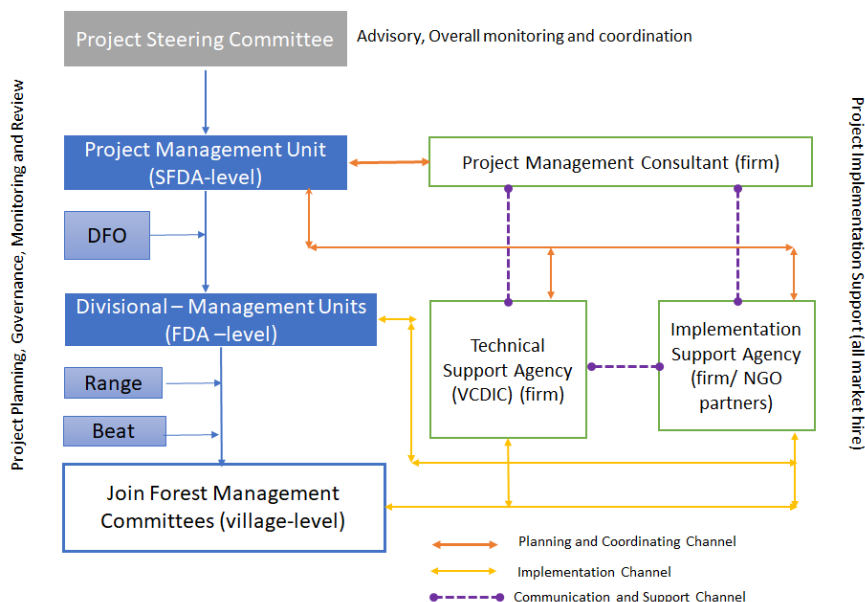 Project Steering Committee
Advisory, Overall monitoring and coordination
Project Planning, Governance, Monitoring and Review
Project Implementation Support (all market hire)
Project Management Unit
(SFDA-level)
Project Management Consultant (firm)
DFO
Divisional – Management Units
(FDA –level)
Technical
Support Agency
(VCDIC) (firm)
Implementation
Support Agency
(firm/ NGO
partners)
Range
Beat
Join Forest Management
Committees (village-level)
Planning and Coordinating Channel
Implementation Channel
Communication and Support Channel